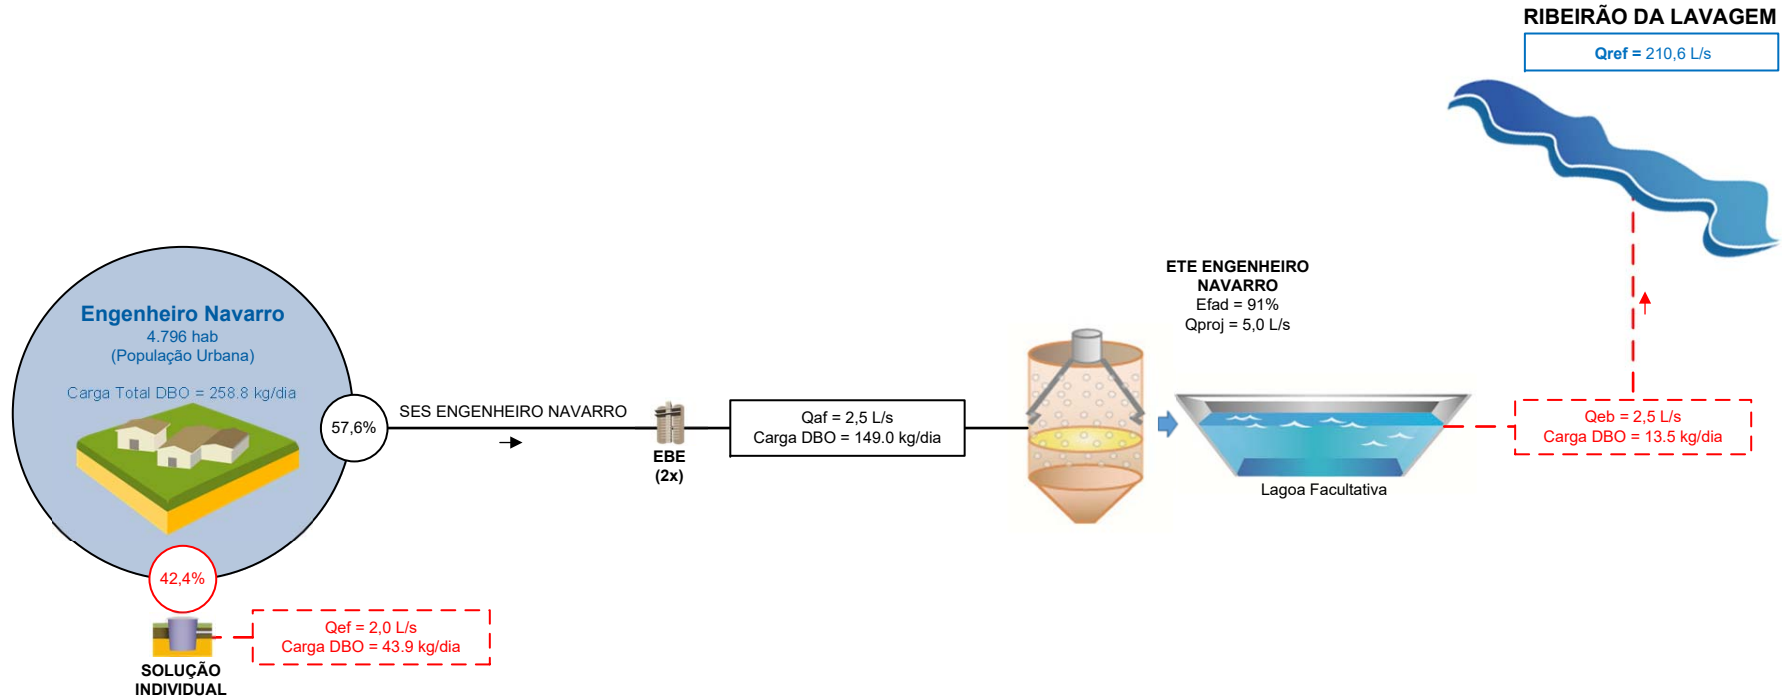 RIBEIRÃO DA LAVAGEM
Qref = 210,6 L/s
ETE ENGENHEIRO
NAVARRO
Efad = 91%
Qproj = 5,0 L/s
Engenheiro Navarro
4.796 hab
(População Urbana)
Carga Total DBO = 258.8 kg/dia
57,6%
SES ENGENHEIRO NAVARRO
EBE
(2x)
Qaf = 2,5 L/s
Carga DBO = 149.0 kg/dia
Lagoa Facultativa
Qeb = 2,5 L/s
Carga DBO = 13.5 kg/dia
42,4%
Qef = 2,0 L/s
Carga DBO = 43.9 kg/dia
SOLUÇÃO
INDIVIDUAL